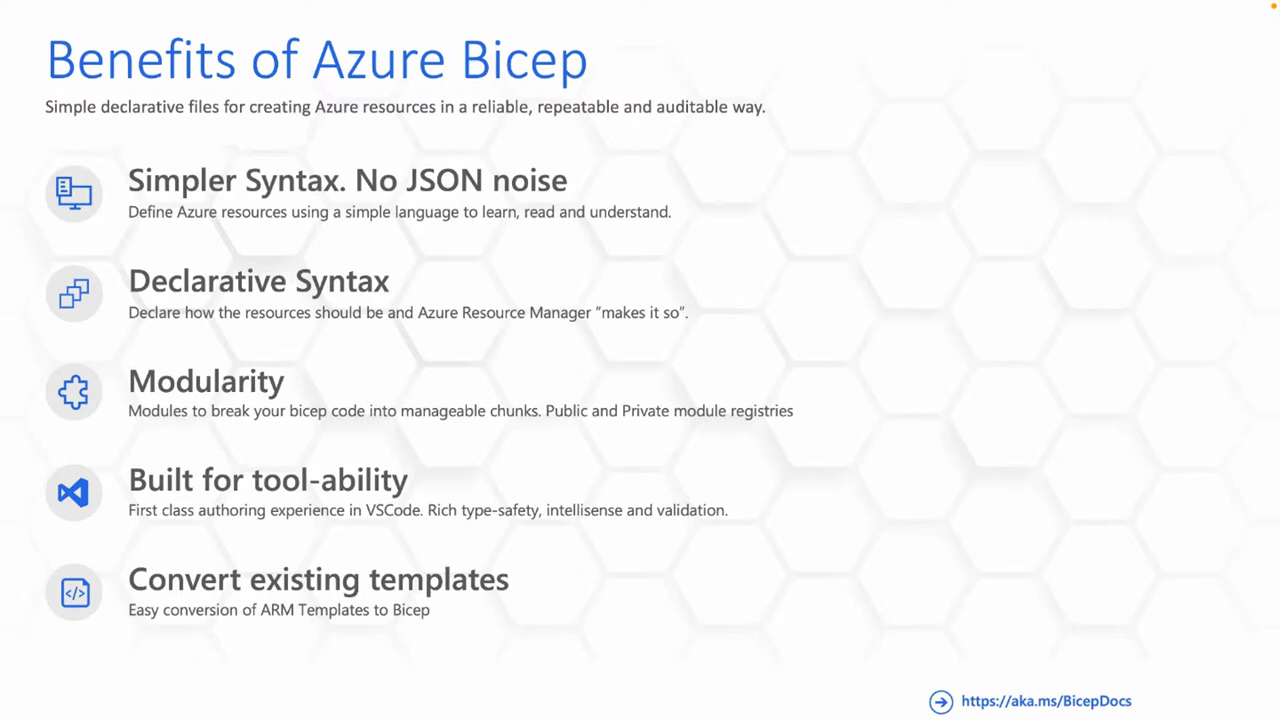 Benefits of Azure Bicep
Simple declarative files for creating Azure resources in a reliable, repeatable and auditable way.
Simpler Syntax. No JSON noise
Define Azure resources using a simple language to learn, read and understand.
Declarative Syntax
Declare how the resources should be and Azure Resource Manager “makes it so”.
Modularity
Modules to break your bicep code into manageable chunks. Public and Private module registries
Built for tool-ability
First class authoring experience in VSCode. Rich type-safety, intellisense and validation.
Convert existing templates
Easy conversion of ARM Templates to Bicep
https://aka.ms/BicepDocs